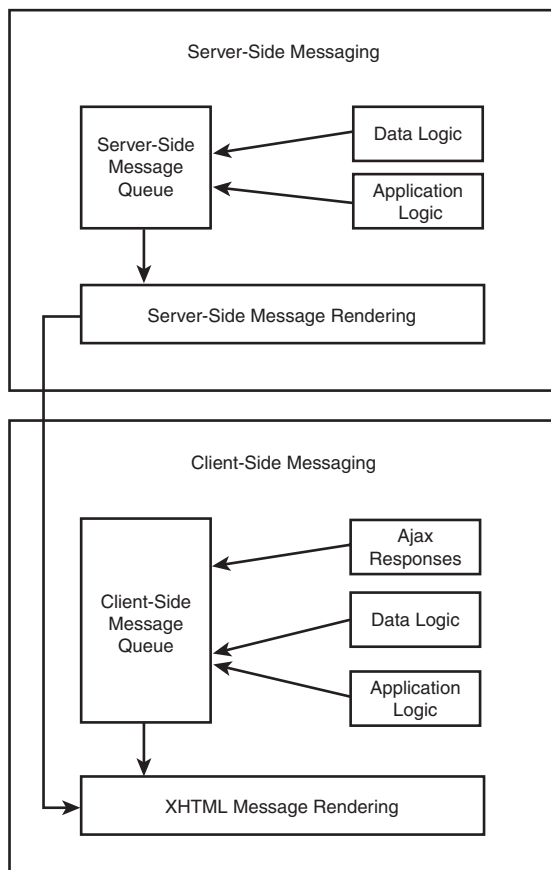 Server-Side Messaging
Server-Side
Message
Queue
Data Logic
Application
Logic
Server-Side Message Rendering
Client-Side Messaging
Client-Side
Message
Queue
Ajax
Responses
Data Logic
Application
Logic
XHTML Message Rendering